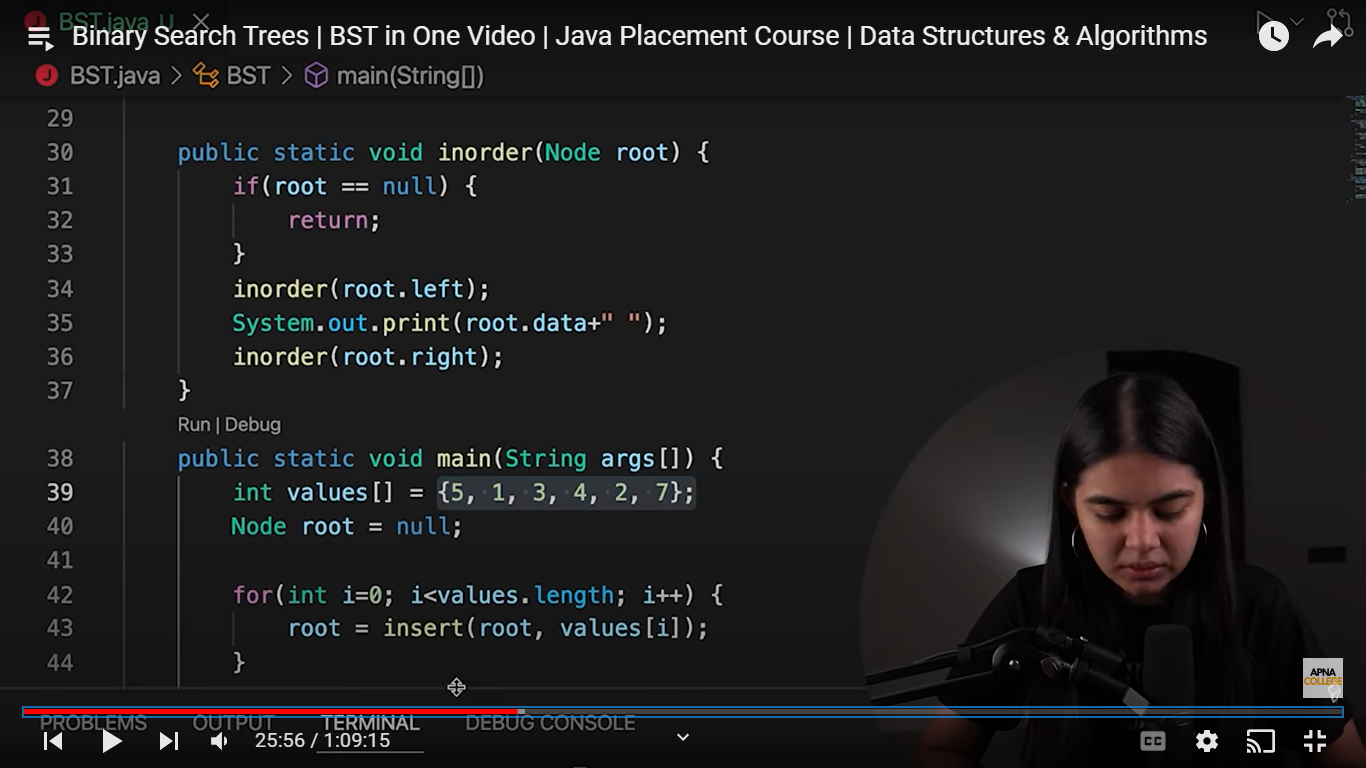 BST.java U
Binary Search Trees | BST in One Video | Java Placement Course | Data Structures & Algorithms
BST.java > BST > main(String[])
29
30 public static void inorder(Node root) {
31 if(root == null) {
32 return;
33 }
34 inorder(root.left);
35 System.out.print(root.data+" ");
36 inorder(root.right);
37 }
Run | Debug
38 public static void main(String args[]) {
39 int values[] = {5, 1, 3, 4, 2, 7};
40 Node root = null;
41
42 for(int i=0; i<values.length; i++) {
43 root = insert(root, values[i]);
44 }
APNA
COLLEGE
PROBLEMS OUTPUT TERMINAL DEBUG CONSOLE
25:56 / 1:09:15
CC